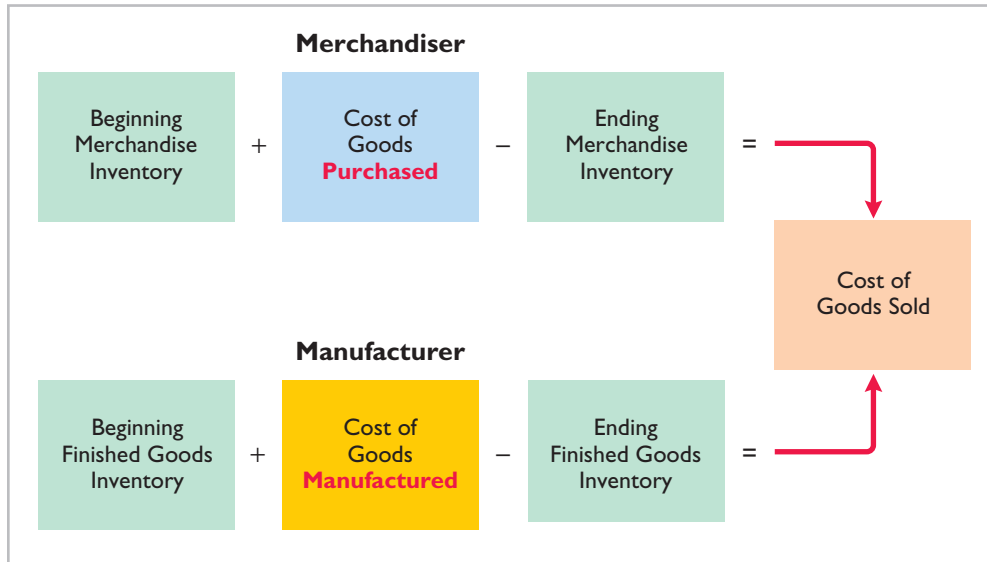 Merchandiser
Beginning
Merchandise
Inventory
+
Cost of
Goods
Purchased
–
Ending
Merchandise
Inventory
=
Cost of
Goods Sold
Manufacturer
Beginning
Finished Goods
Inventory
+
Cost of
Goods
Manufactured
–
Ending
Finished Goods
Inventory
=